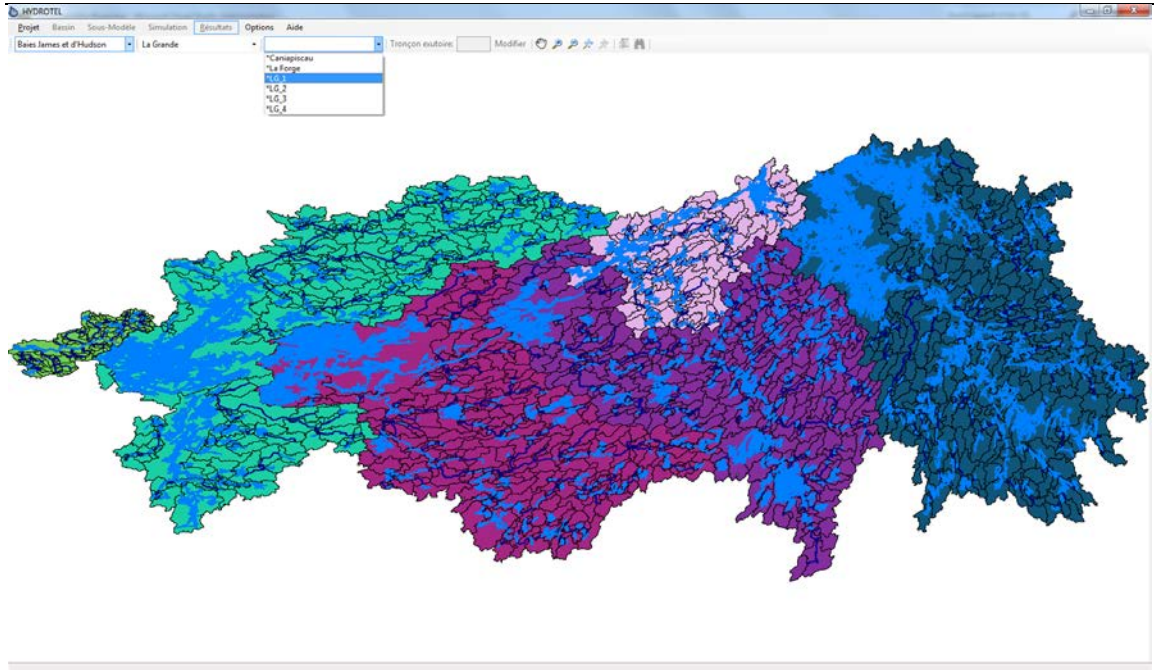 HYDROTEL
Projet Bassin Sous-Modèle Simulation Résultats Options Aide
Baies James et d'Hudson La Grande Tronçon exutoire: Modifier
*Caniapiscau
*La Forge
*LG_1
*LG_2
*LG_3
*LG_4